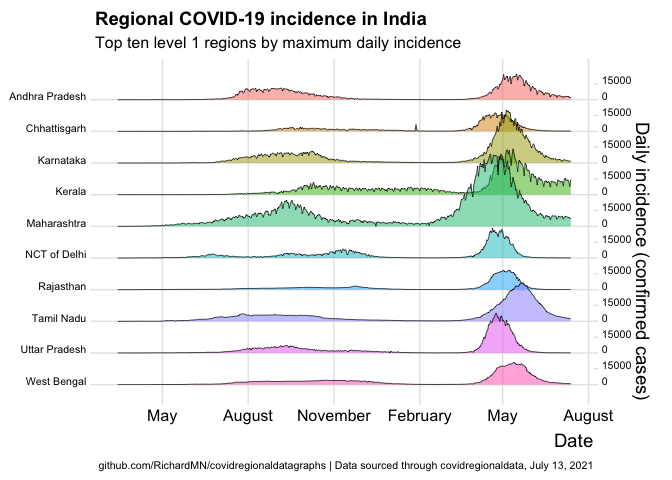 Regional COVID-19 incidence in India
Top ten level 1 regions by maximum daily incidence
Andhra Pradesh
15000
0
Chhattisgarh
15000
0
Karnataka
15000
0
Kerala
15000
0
Maharashtra
15000
0
NCT of Delhi
15000
0
Rajasthan
15000
0
Tamil Nadu
15000
0
Uttar Pradesh
15000
0
West Bengal
15000
0
Daily incidence (confirmed cases)
May August November February May August
Date
github.com/RichardMN/covidregionaldatagraphs | Data sourced through covidregionaldata, July 13, 2021